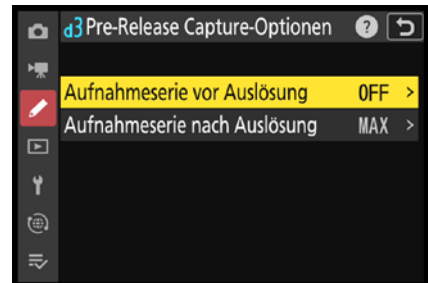 d3 Pre-Release Capture-Optionen ?
Aufnahmeserie vor Auslösung OFF >
Aufnahmeserie nach Auslösung MAX >